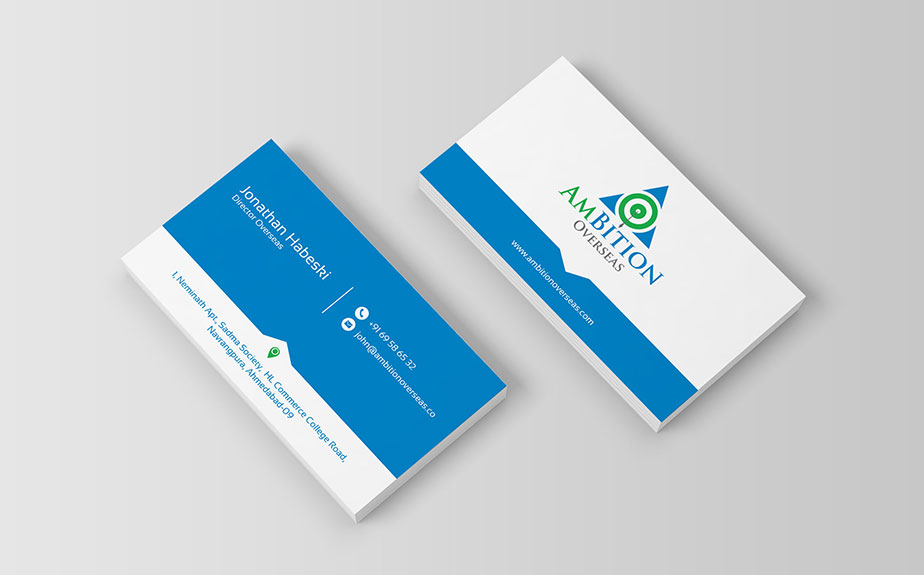 Jonathan Habeski
Director Overseas
+91 69 58 65 32
john@ambitionoverseas.co
1, Neminath Apt, Sadma Society, HL Commerce College Road,
Navrangpura, Ahmedabad-09
AMBITION
OVERSEAS
www.ambitionoverseas.com